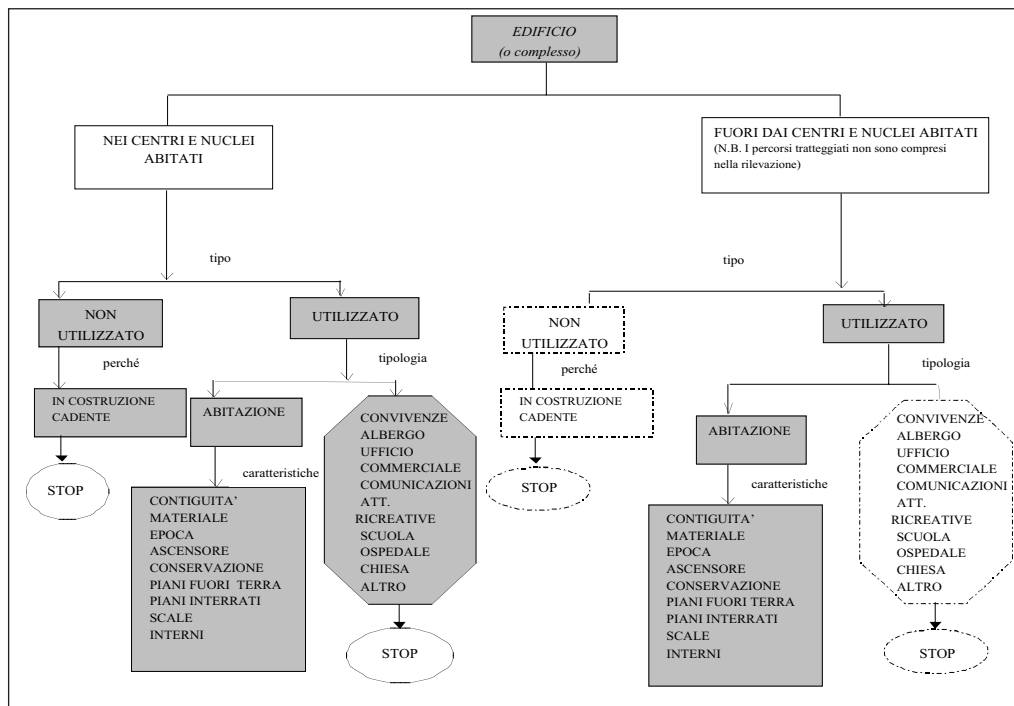 EDIFICIO
(o complesso)
NEI CENTRI E NUCLEI
ABITATI
tipo
NON
UTILIZZATO
perché
IN COSTRUZIONE
CADENTE
STOP
UTILIZZATO
tipologia
ABITAZIONE
caratteristiche
CONTIGUITA’
MATERIALE
EPOCA
ASCENSORE
CONSERVAZIONE
PIANI FUORI TERRA
PIANI INTERRATI
SCALE
INTERNI
CONVIVENZE
ALBERGO
UFFICIO
COMMERCIALE
COMUNICAZIONI
ATT.
RICREATIVE
SCUOLA
OSPEDALE
CHIESA
ALTRO
STOP
FUORI DAI CENTRI E NUCLEI ABITATI
(N.B. I percorsi tratteggiati non sono compresi
nella rilevazione)
tipo
NON
UTILIZZATO
perché
IN COSTRUZIONE
CADENTE
STOP
UTILIZZATO
tipologia
ABITAZIONE
caratteristiche
CONTIGUITA’
MATERIALE
EPOCA
ASCENSORE
CONSERVAZIONE
PIANI FUORI TERRA
PIANI INTERRATI
SCALE
INTERNI
CONVIVENZE
ALBERGO
UFFICIO
COMMERCIALE
COMUNICAZIONI
ATT.
RICREATIVE
SCUOLA
OSPEDALE
CHIESA
ALTRO
STOP